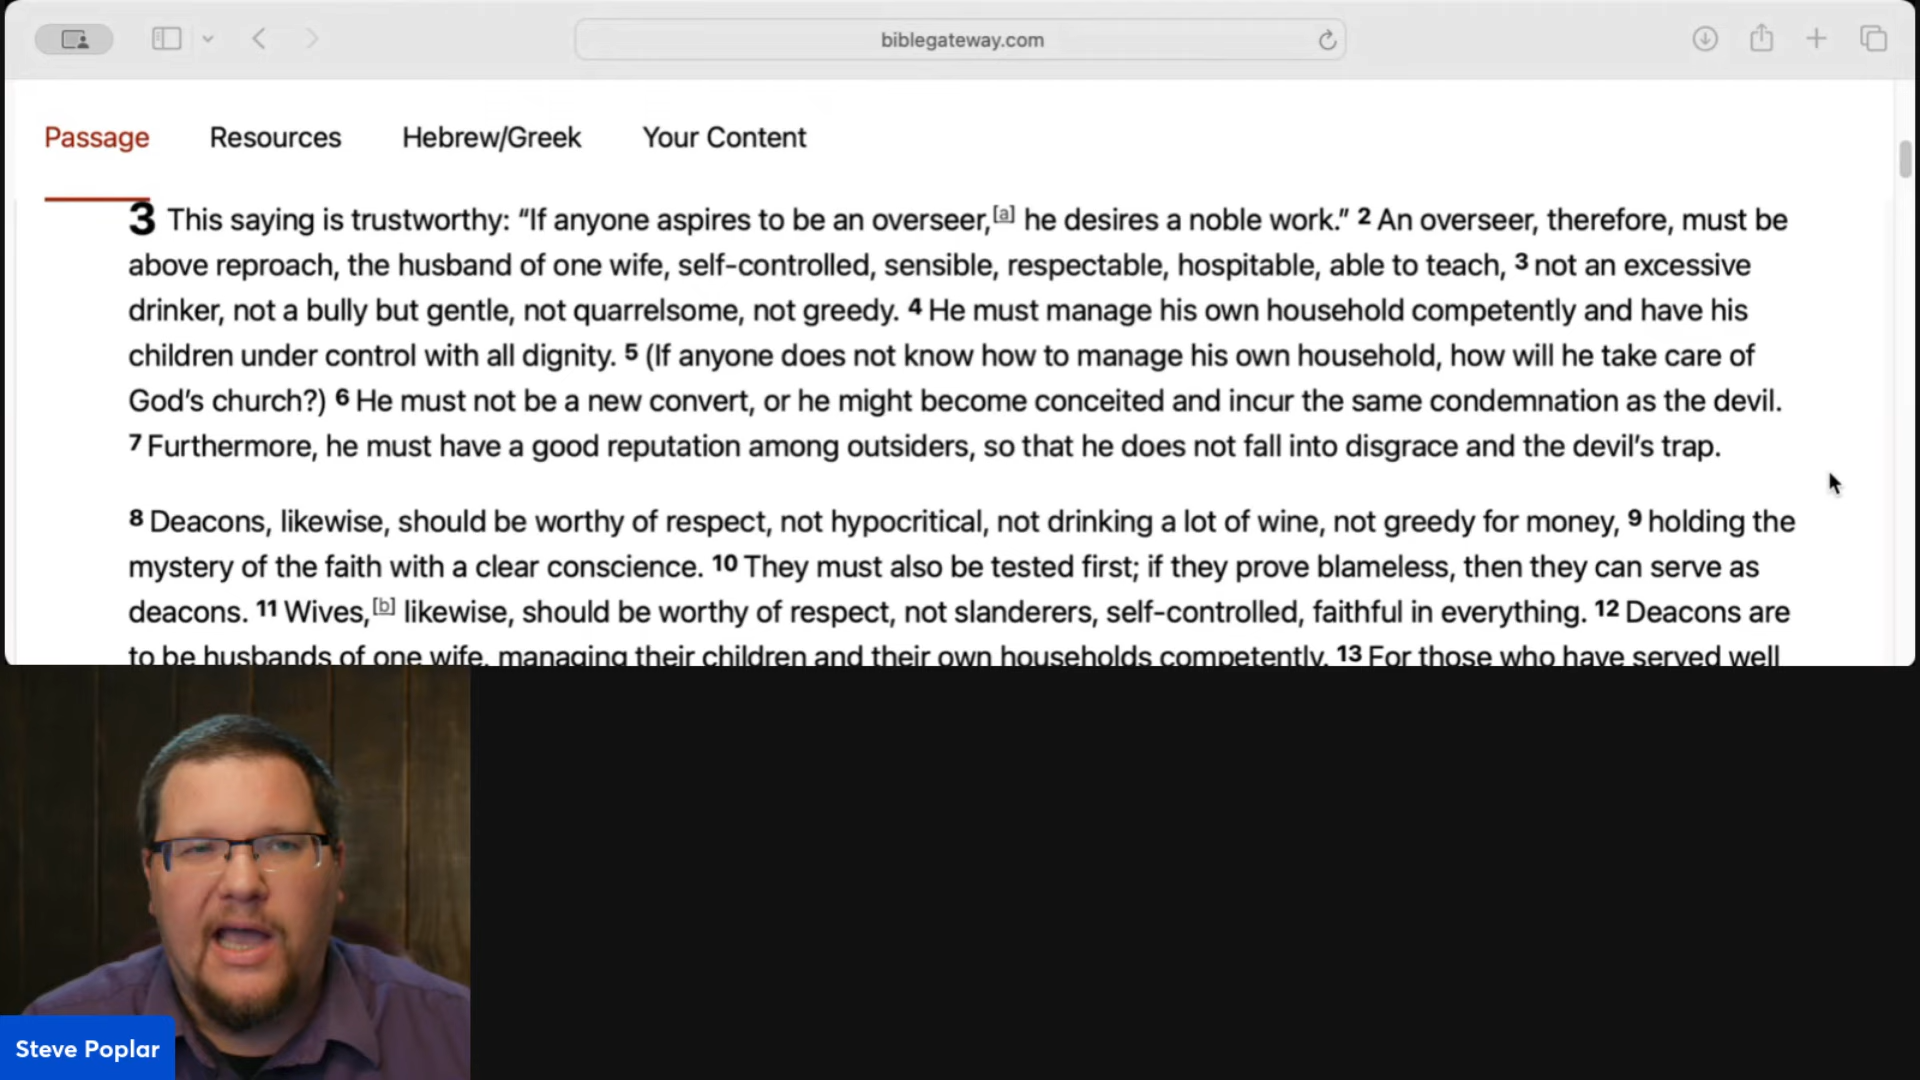 biblegateway.com
Passage Resources Hebrew/Greek Your Content
3 This saying is trustworthy: “If anyone aspires to be an overseer,[a] he desires a noble work.” 2 An overseer, therefore, must be
above reproach, the husband of one wife, self-controlled, sensible, respectable, hospitable, able to teach, 3 not an excessive
drinker, not a bully but gentle, not quarrelsome, not greedy. 4 He must manage his own household competently and have his
children under control with all dignity. 5 (If anyone does not know how to manage his own household, how will he take care of
God’s church?) 6 He must not be a new convert, or he might become conceited and incur the same condemnation as the devil.
7 Furthermore, he must have a good reputation among outsiders, so that he does not fall into disgrace and the devil’s trap.
8 Deacons, likewise, should be worthy of respect, not hypocritical, not drinking a lot of wine, not greedy for money, 9 holding the
mystery of the faith with a clear conscience. 10 They must also be tested first; if they prove blameless, then they can serve as
deacons. 11 Wives,[b] likewise, should be worthy of respect, not slanderers, self-controlled, faithful in everything. 12 Deacons are
to be husbands of one wife, managing their children and their own households competently. 13 For those who have served well
Steve Poplar